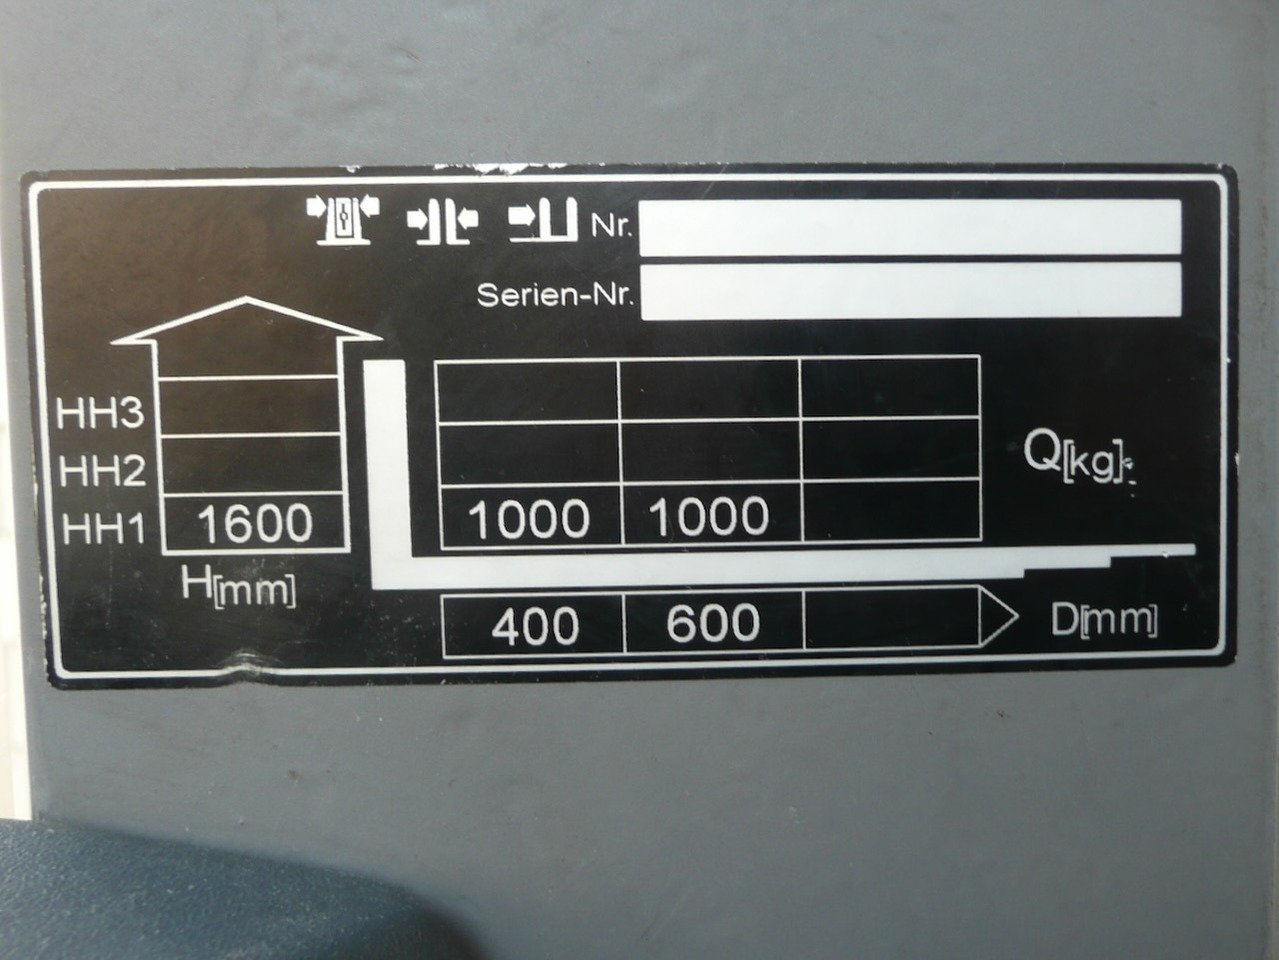 Nr.
Serien-Nr.
HH3
HH2
HH1 1600 1000 1000
H[mm]
Q[kg]
400 600 D[mm]